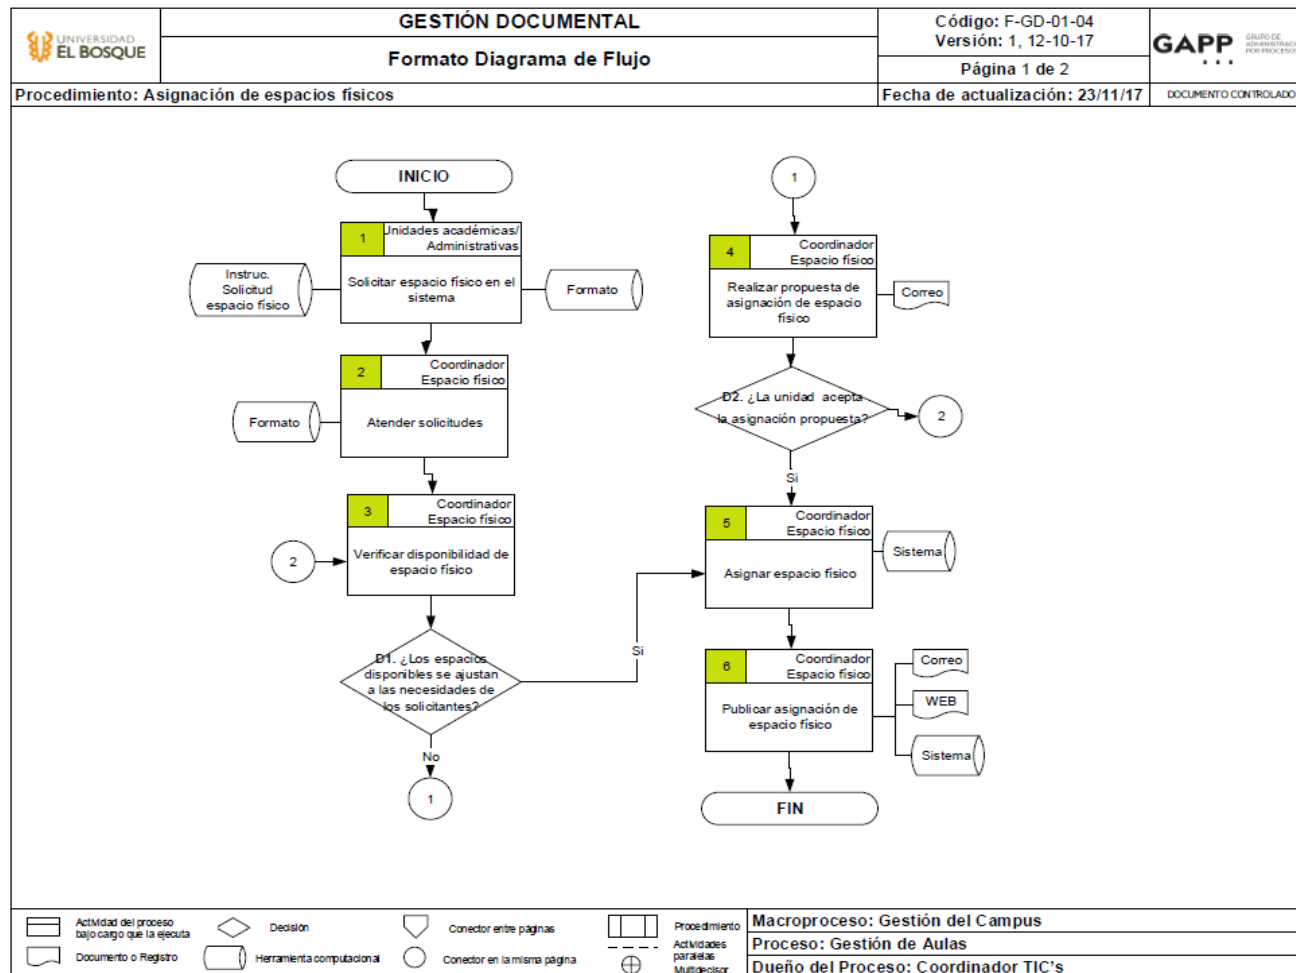 UNIVERSIDAD
EL BOSQUE
GESTIÓN DOCUMENTAL
Formato Diagrama de Flujo
Código: F-GD-01-04
Versión: 1, 12-10-17
Página 1 de 2
GAPP
GRUPO DE
ADMINISTRACI
POR PROCESOS
Procedimiento: Asignación de espacios físicos
Fecha de actualización: 23/11/17
DOCUMENTO CONTROLADO
INICIO
1
Unidades académicas/
Administrativas
Solicitar espacio físico en el
sistema
Instruc.
Solicitud
espacio físico
Formato
2
Coordinador
Espacio físico
Atender solicitudes
Formato
3
Coordinador
Espacio físico
Verificar disponibilidad de
espacio físico
2
D1. ¿Los espacios
disponibles se ajustan
a las necesidades de
los solicitantes?
Si
No
1
1
4
Coordinador
Espacio físico
Realizar propuesta de
asignación de espacio
físico
Correo
D2. ¿La unidad acepta
la asignación propuesta?
2
Si
5
Coordinador
Espacio físico
Asignar espacio físico
Sistema
6
Coordinador
Espacio físico
Publicar asignación de
espacio físico
Correo
WEB
Sistema
FIN
Actividad del proceso
bajo cargo que la ejecuta
Decisión
Conector entre páginas
Procedimiento
Documento o Registro
Herramienta computacional
Conector en la misma página
Actividades
paralelas
Multidecisor
Macroproceso: Gestión del Campus
Proceso: Gestión de Aulas
Dueño del Proceso: Coordinador TIC's